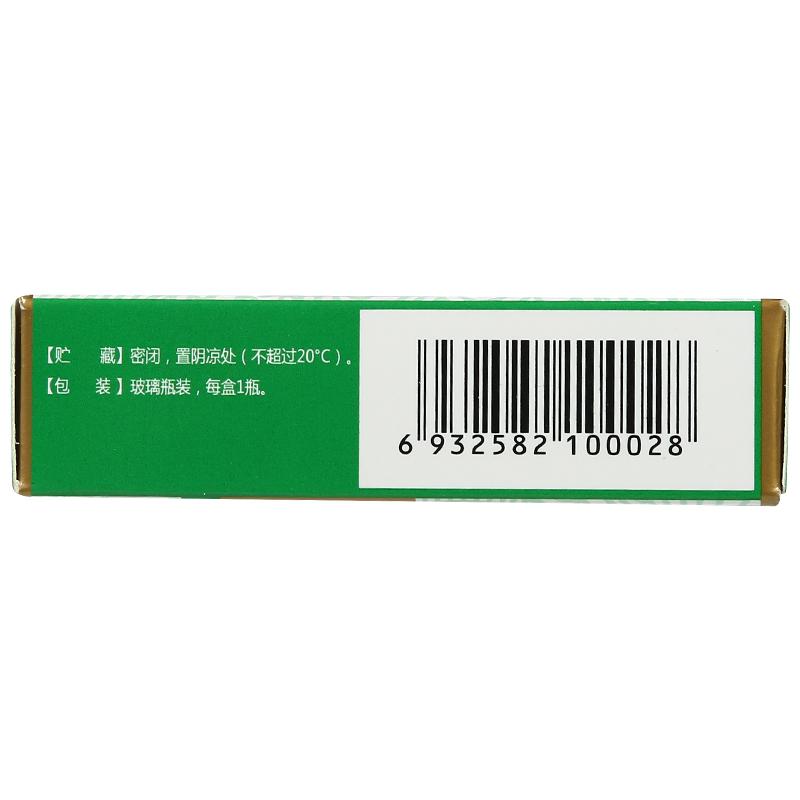 【贮　　藏】密闭，置阴凉处（不超过20°C）。
【包　　装】玻璃瓶装，每盒1瓶。
6 932582 100028